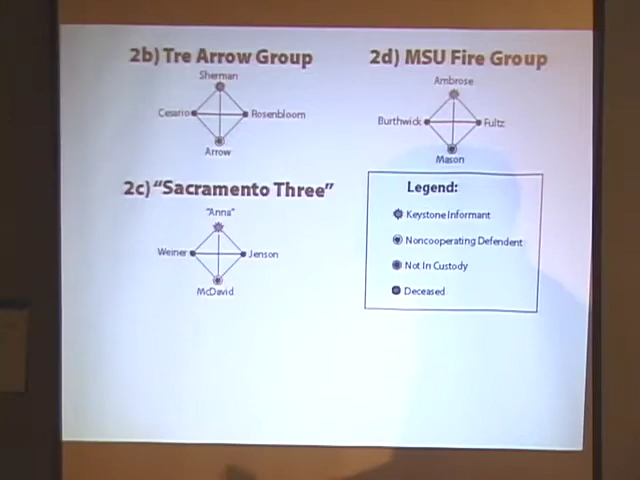 2b) Tre Arrow Group
Sherman
Cesario
Rosenbloom
Arrow
2d) MSU Fire Group
Ambrose
Burthwick
Fultz
Mason
2c) “Sacramento Three”
“Anna”
Weiner
Jenson
McDavid
Legend:
Keystone Informant
Noncooperating Defendent
Not In Custody
Deceased